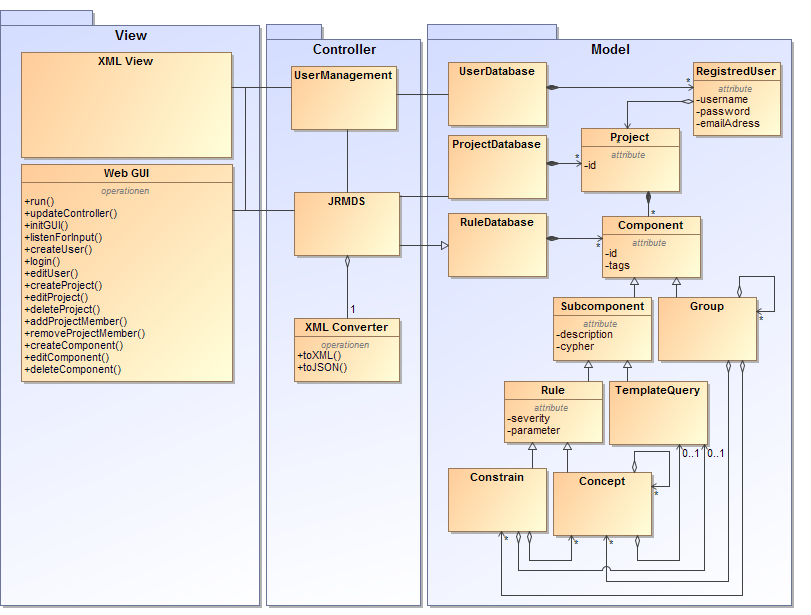 View
XML View
Web GUI
operationen
+run()
+updateController()
+initGUI()
+listenForInput()
+createUser()
+login()
+editUser()
+createProject()
+editProject()
+deleteProject()
+addProjectMember()
+removeProjectMember()
+createComponent()
+editComponent()
+deleteComponent()
Controller
UserManagement
JRMDS
1
XML Converter
operationen
+toXML()
+toJSON()
Model
UserDatabase
*
RegistredUser
attribute
-username
-password
-emailAdress
ProjectDatabase
*
Project
attribute
-id
*
RuleDatabase
*
Component
attribute
-id
-tags
Subcomponent
attribute
-description
-cypher
Group
*
Rule
attribute
-severity
-parameter
TemplateQuery
0..1
0..1
Constrain
*
Concept
*
*
*